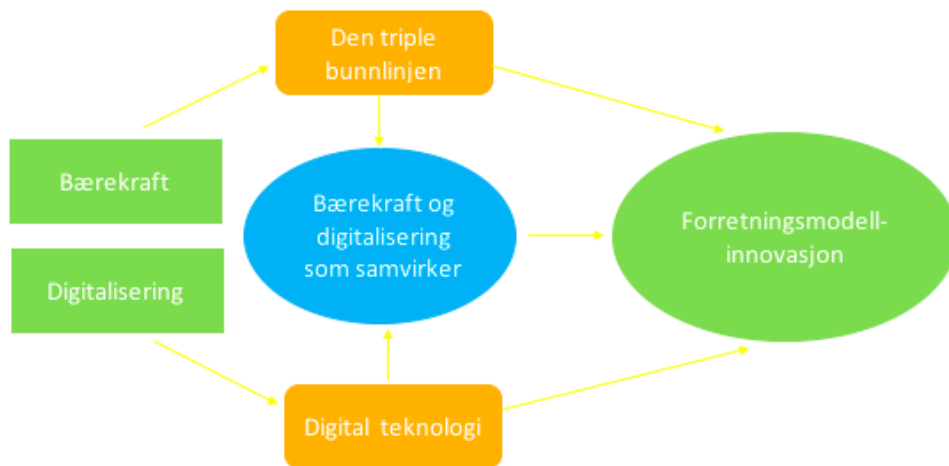 Den triple
bunnlinjen
Bærekraft
Bærekraft og
digitalisering
som samvirker
Forretningsmodell-
innovasjon
Digitalisering
Digital teknologi